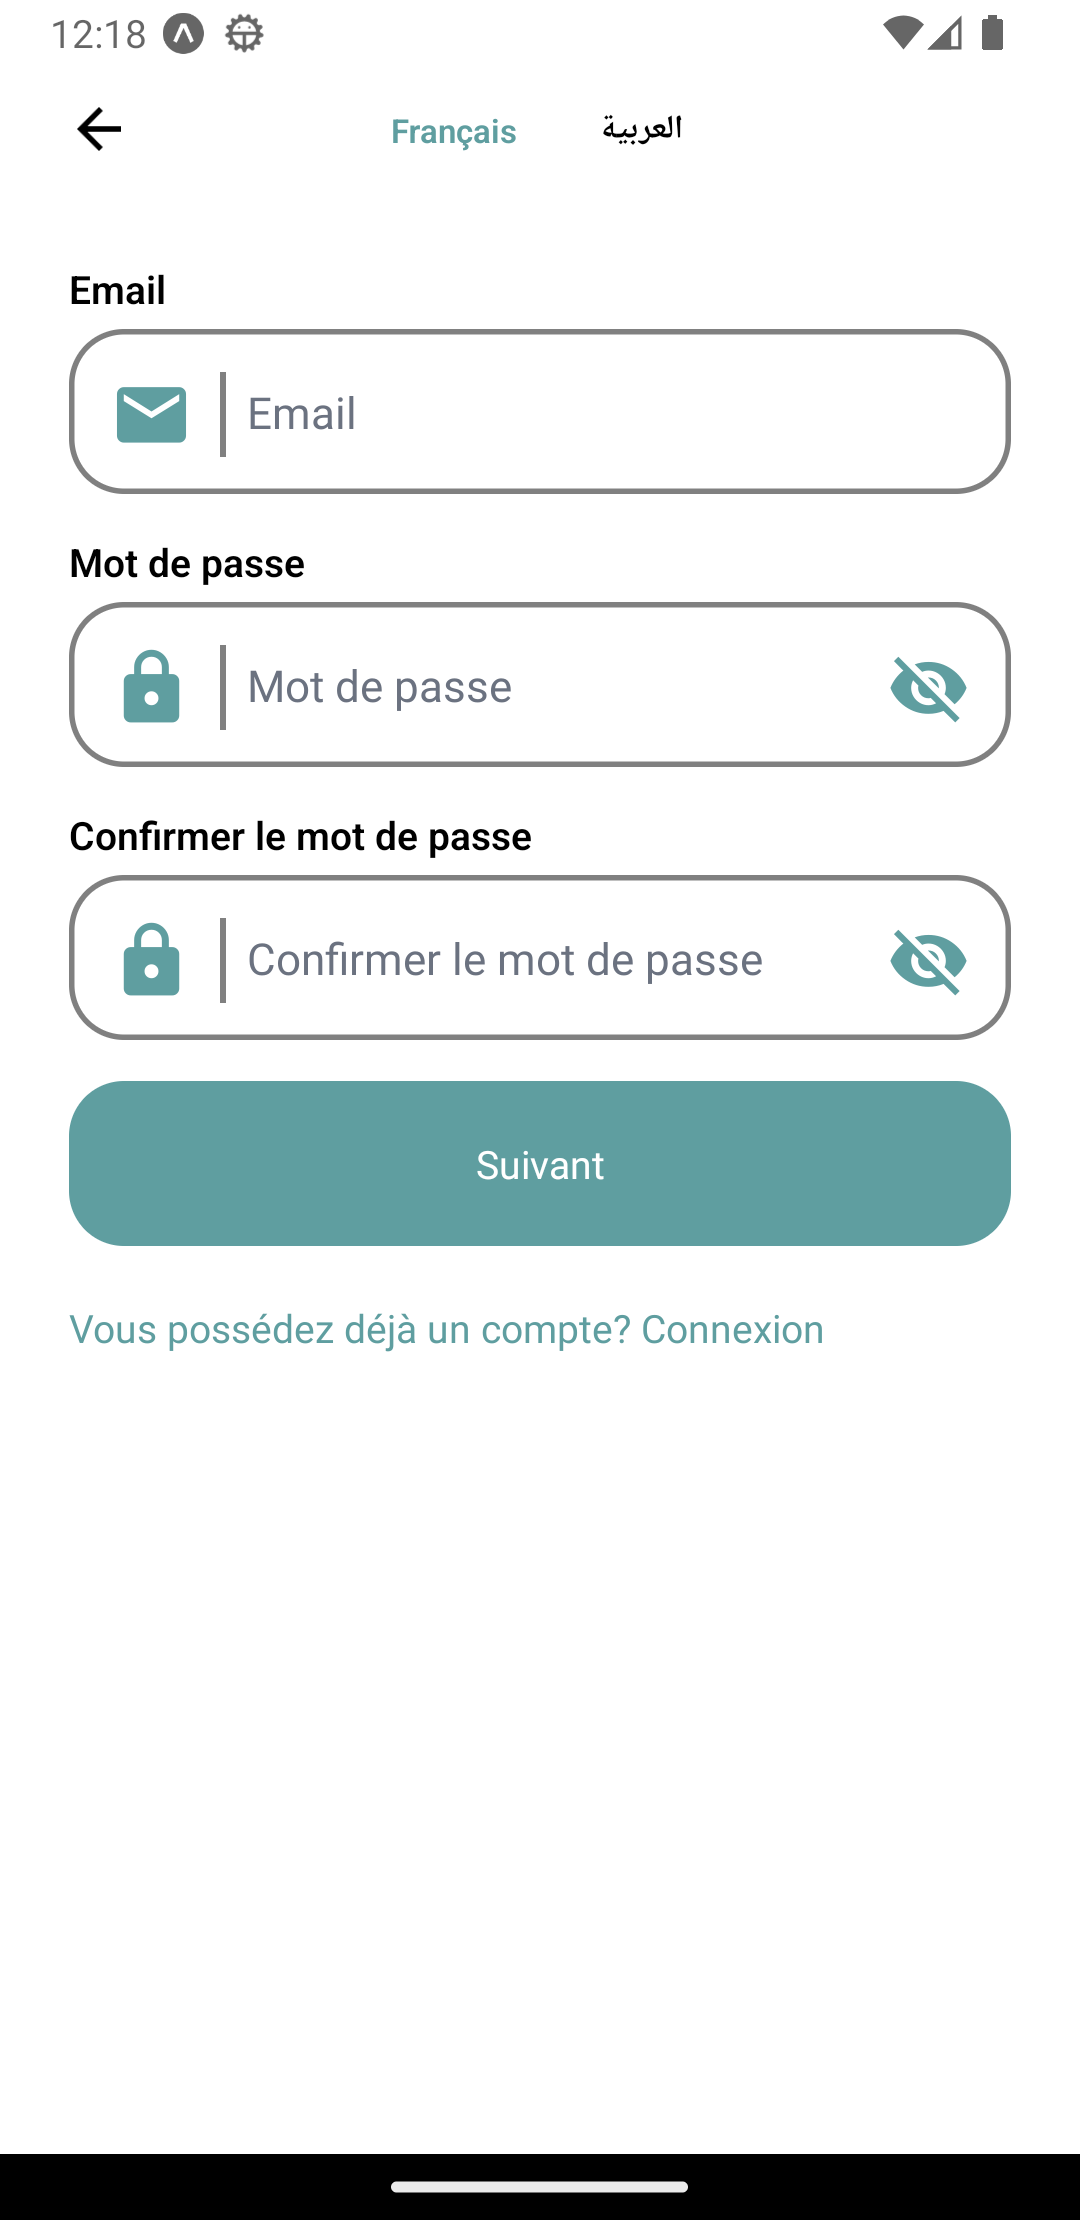 12:18
Français العربية
Email
Email
Mot de passe
Mot de passe
Confirmer le mot de passe
Confirmer le mot de passe
Suivant
Vous possédez déjà un compte? Connexion